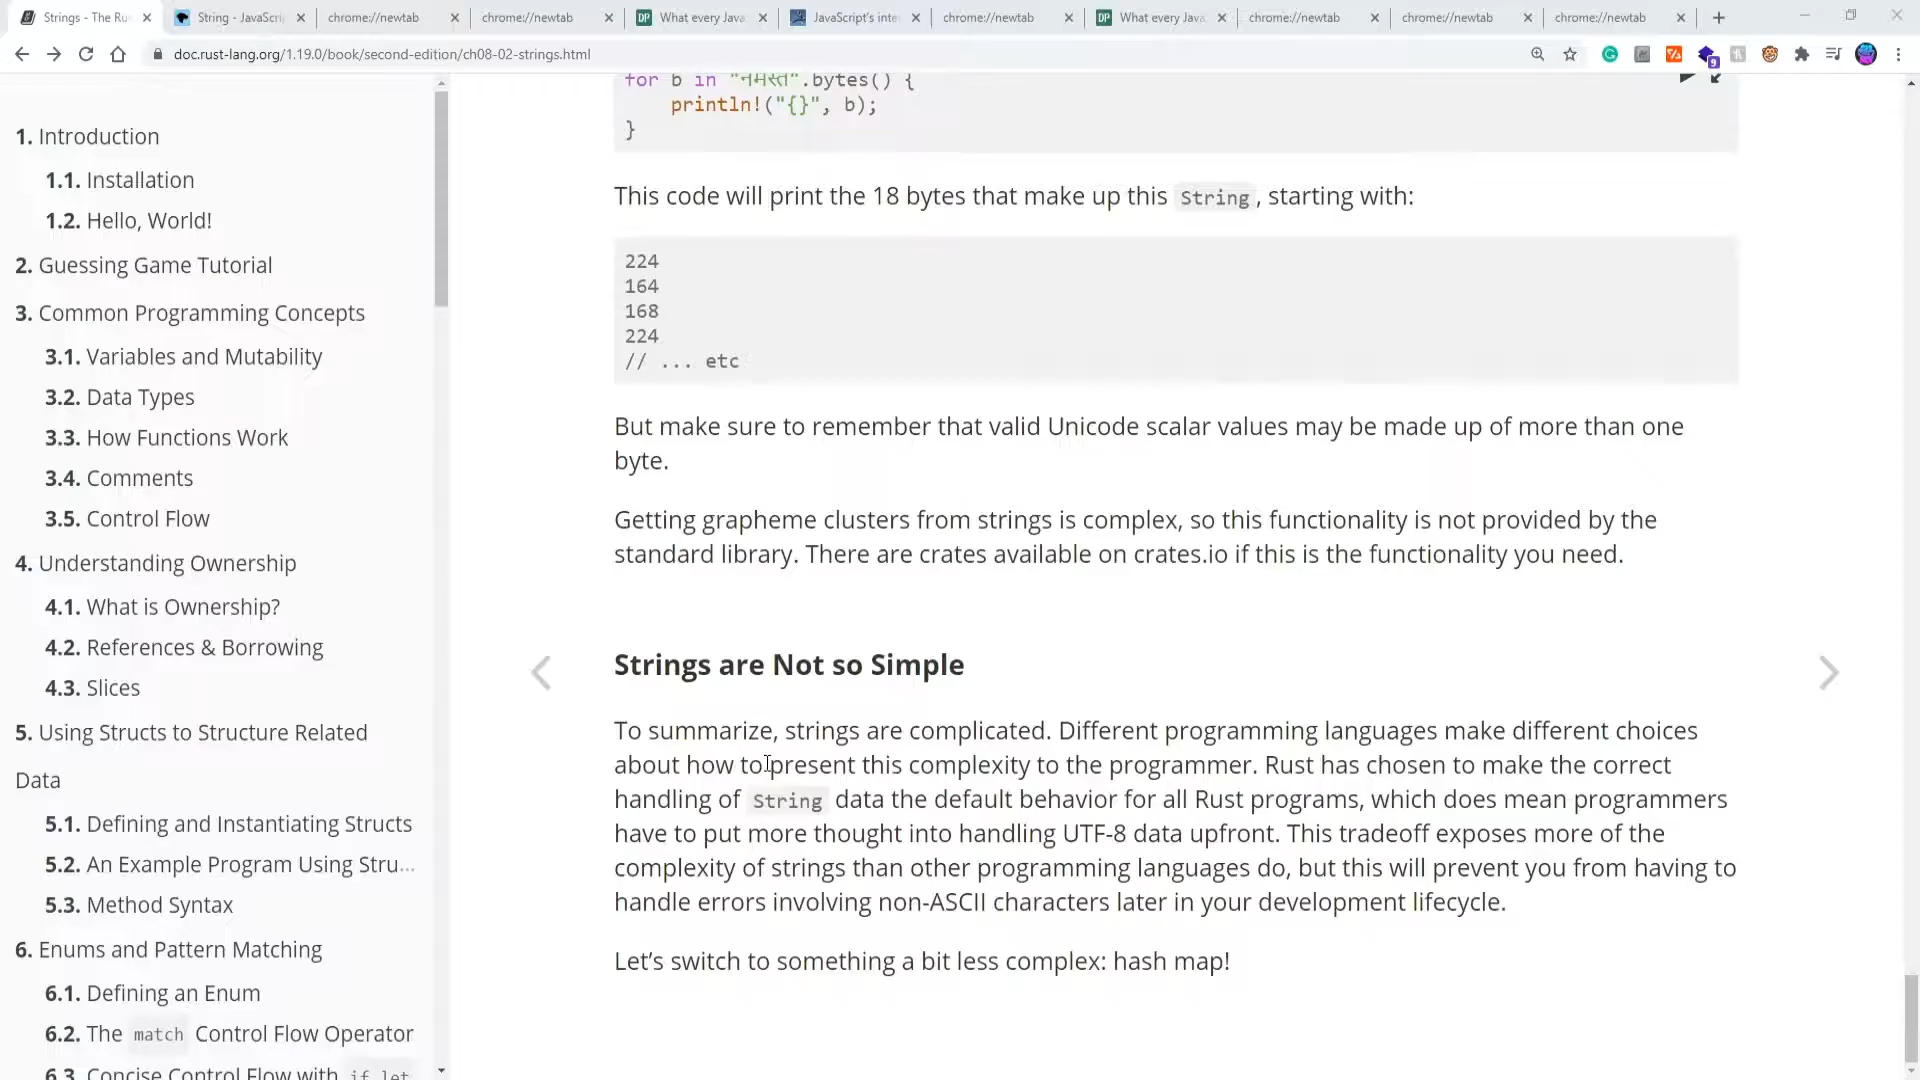 Strings - The Ru
String - JavaScri
chrome://newtab
chrome://newtab
What every Java
JavaScript's inte
chrome://newtab
What every Java
chrome://newtab
chrome://newtab
chrome://newtab
doc.rust-lang.org/1.19.0/book/second-edition/ch08-02-strings.html
9
1. Introduction
1.1. Installation
1.2. Hello, World!
2. Guessing Game Tutorial
3. Common Programming Concepts
3.1. Variables and Mutability
3.2. Data Types
3.3. How Functions Work
3.4. Comments
3.5. Control Flow
4. Understanding Ownership
4.1. What is Ownership?
4.2. References & Borrowing
4.3. Slices
5. Using Structs to Structure Related
Data
5.1. Defining and Instantiating Structs
5.2. An Example Program Using Stru...
5.3. Method Syntax
6. Enums and Pattern Matching
6.1. Defining an Enum
6.2. The match Control Flow Operator
6.3. Concise Control Flow with if let
for b in "नमस्ते".bytes() {
println!("{}", b);
}
This code will print the 18 bytes that make up this String, starting with:
224
164
168
224
// ... etc
But make sure to remember that valid Unicode scalar values may be made up of more than one
byte.
Getting grapheme clusters from strings is complex, so this functionality is not provided by the
standard library. There are crates available on crates.io if this is the functionality you need.
Strings are Not so Simple
To summarize, strings are complicated. Different programming languages make different choices
about how to present this complexity to the programmer. Rust has chosen to make the correct
handling of String data the default behavior for all Rust programs, which does mean programmers
have to put more thought into handling UTF-8 data upfront. This tradeoff exposes more of the
complexity of strings than other programming languages do, but this will prevent you from having to
handle errors involving non-ASCII characters later in your development lifecycle.
Let's switch to something a bit less complex: hash map!